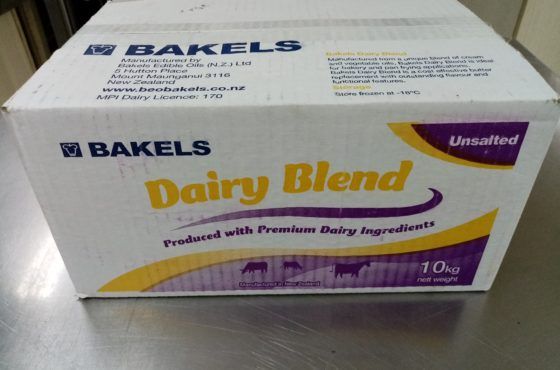 BAKELS
Manufactured by
Bakels Edible Oils (N.Z.) Ltd
5 Hutton Place
Mount Maunganui 3116
New Zealand
www.beobakels.co.nz
MPI Dairy Licence: 170
Bakels Dairy Blend
Manufactured from a unique blend of cream
and vegetable oils, Bakels Dairy Blend is ideal
for bakery and pan frying applications.
Bakels Dairy Blend is a cost effective butter
replacement with outstanding flavour and
functional features.
Storage
Store frozen at -18°C
BAKELS
Unsalted
Dairy Blend
Produced with Premium Dairy Ingredients
10kg
nett weight
Manufactured in New Zealand